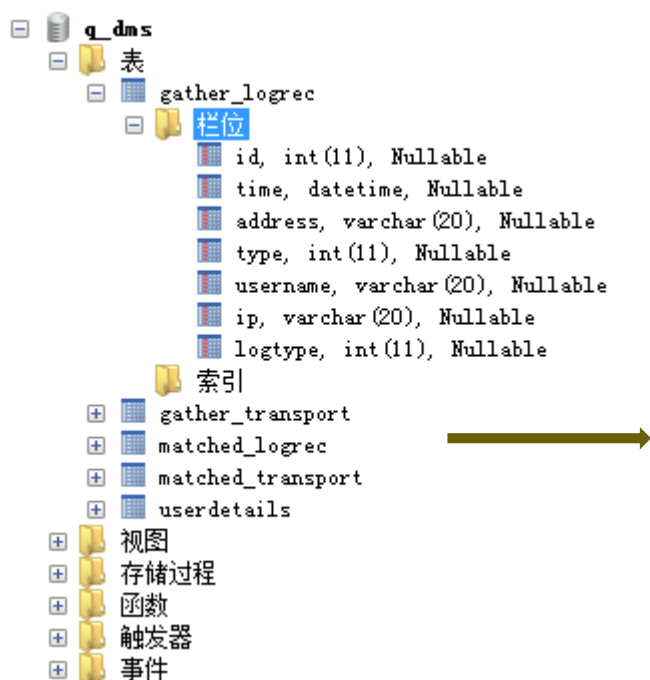 q_dms
表
gather_logrec
栏位
id, int(11), Nullable
time, datetime, Nullable
address, varchar(20), Nullable
type, int(11), Nullable
username, varchar(20), Nullable
ip, varchar(20), Nullable
logtype, int(11), Nullable
索引
gather_transport
matched_logrec
matched_transport
userdetails
视图
存储过程
函数
触发器
事件